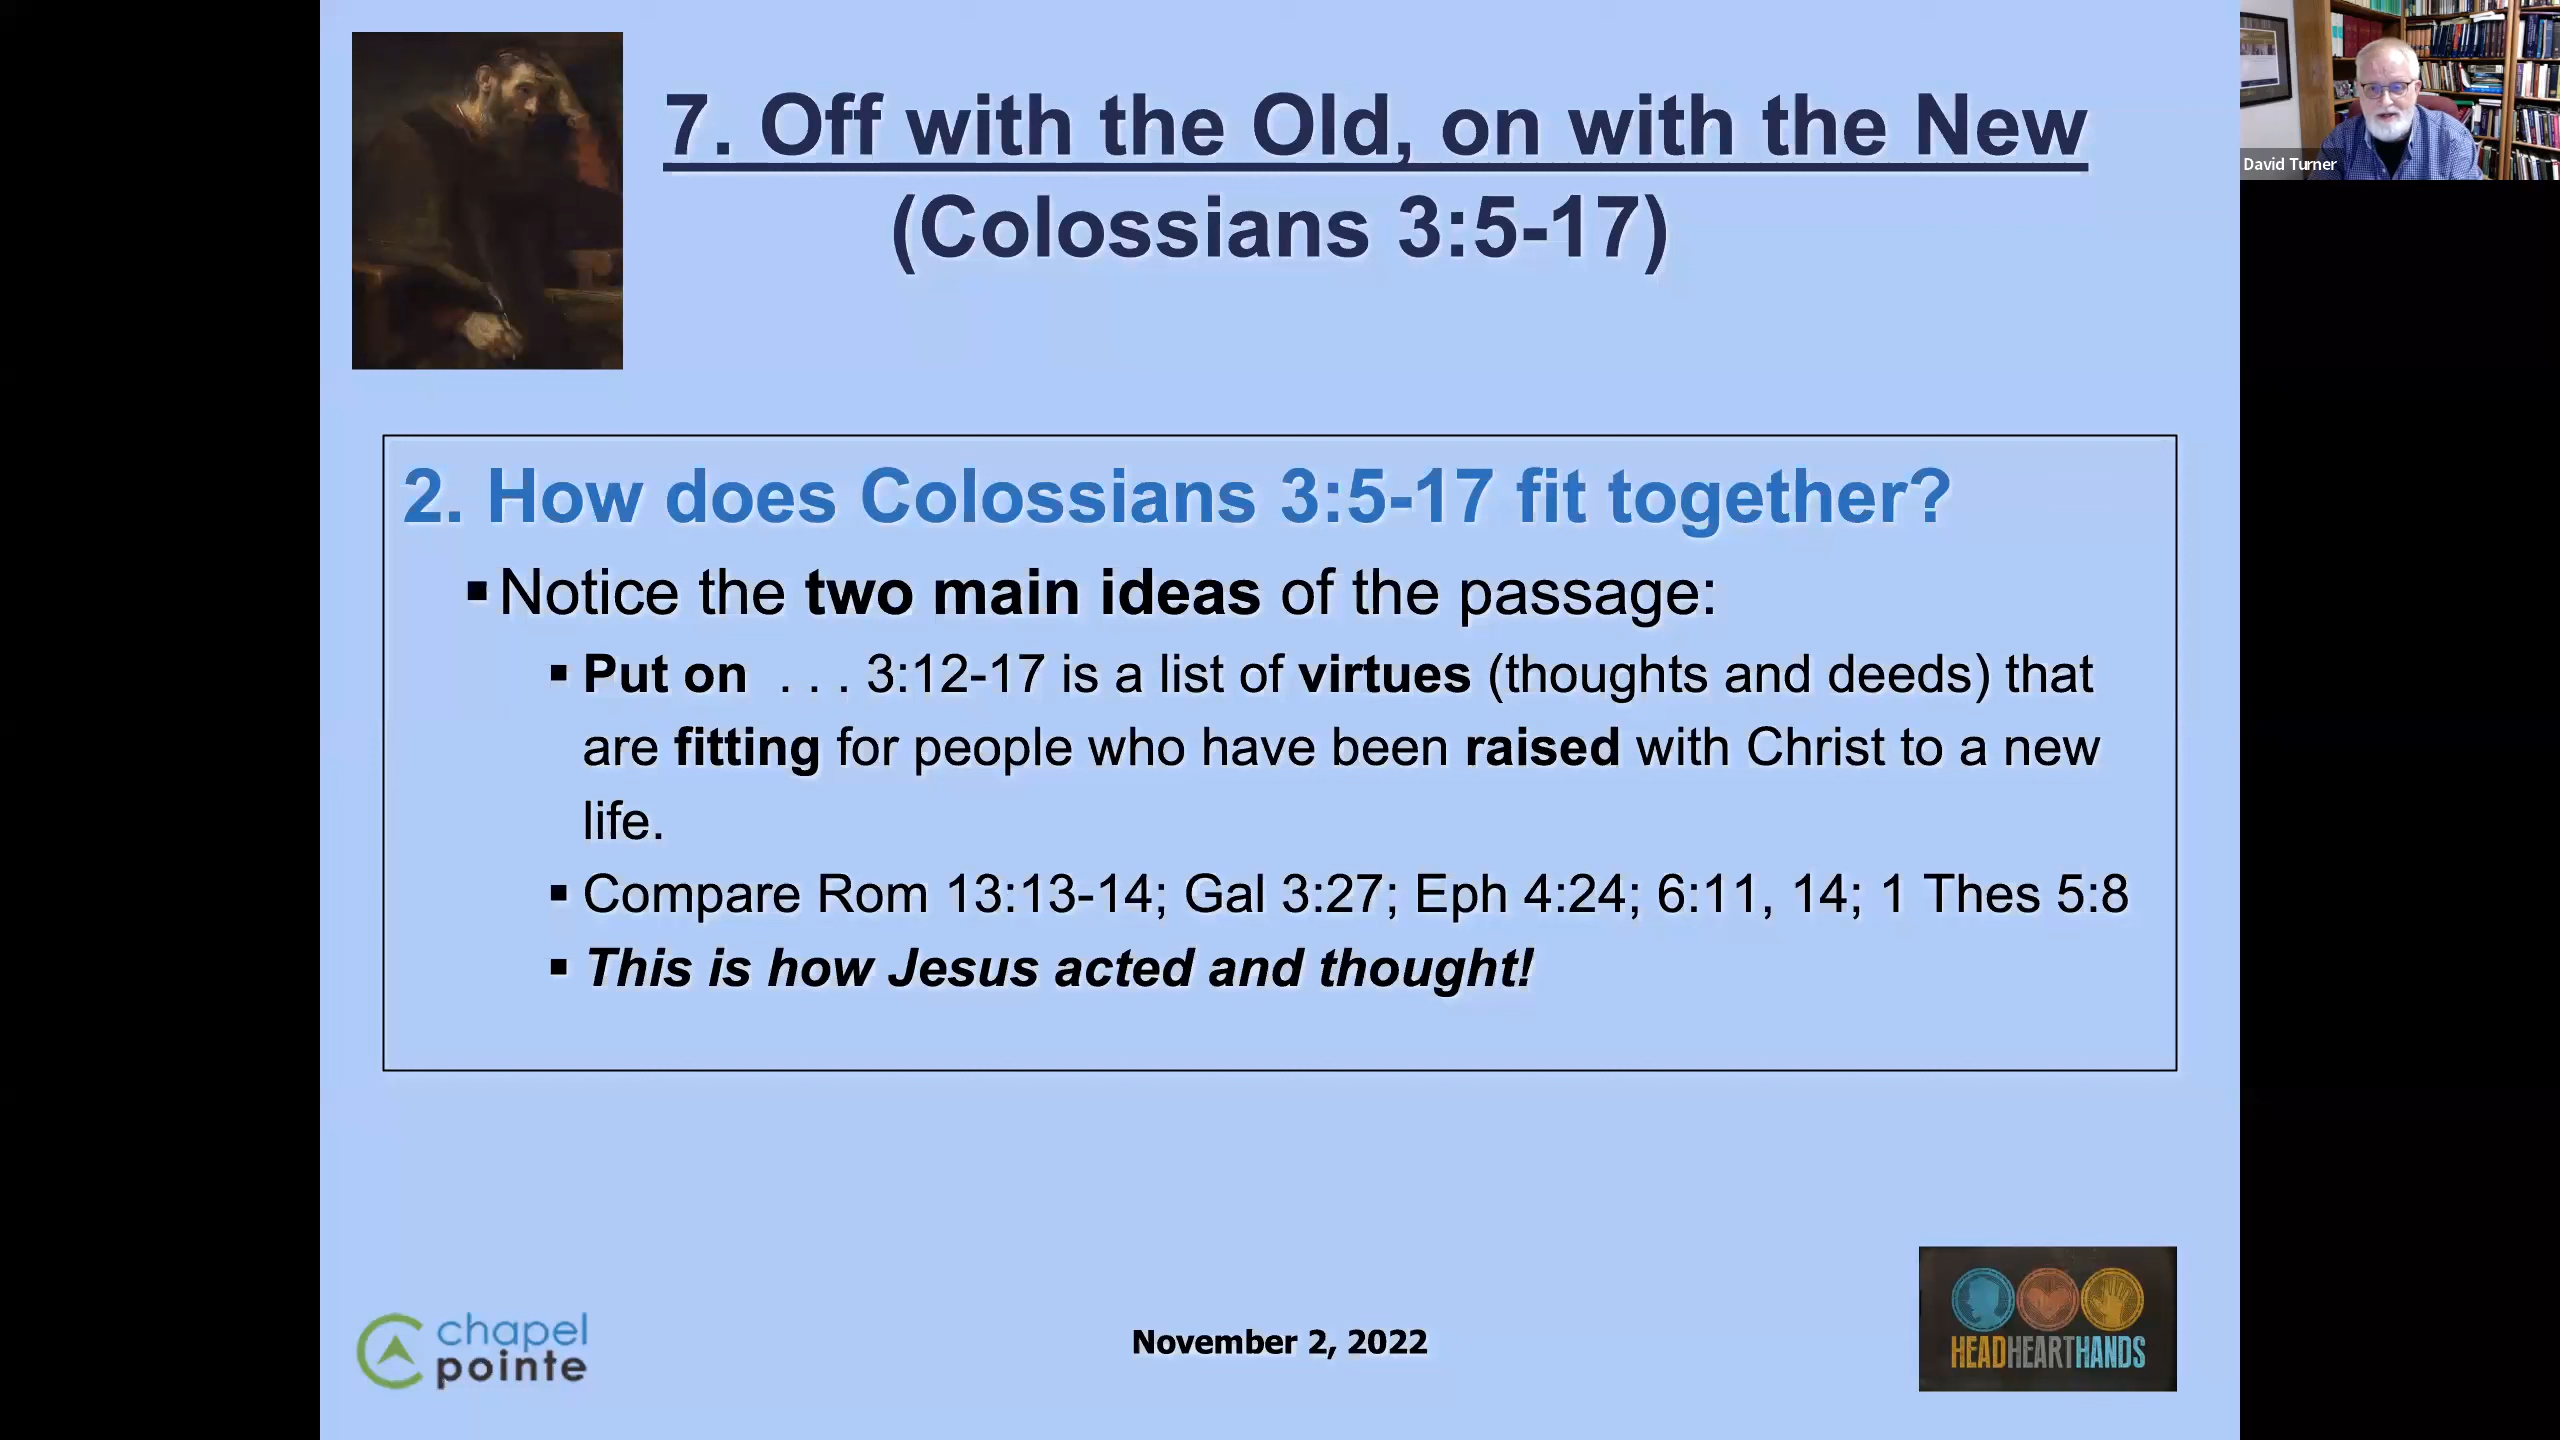 7. Off with the Old, on with the New
(Colossians 3:5-17)
David Turner
2. How does Colossians 3:5-17 fit together?
▪Notice the two main ideas of the passage:
▪Put on . . . 3:12-17 is a list of virtues (thoughts and deeds) that
are fitting for people who have been raised with Christ to a new
life.
▪Compare Rom 13:13-14; Gal 3:27; Eph 4:24; 6:11, 14; 1 Thes 5:8
▪This is how Jesus acted and thought!
chapel
pointe
November 2, 2022
HEADHEARTHANDS